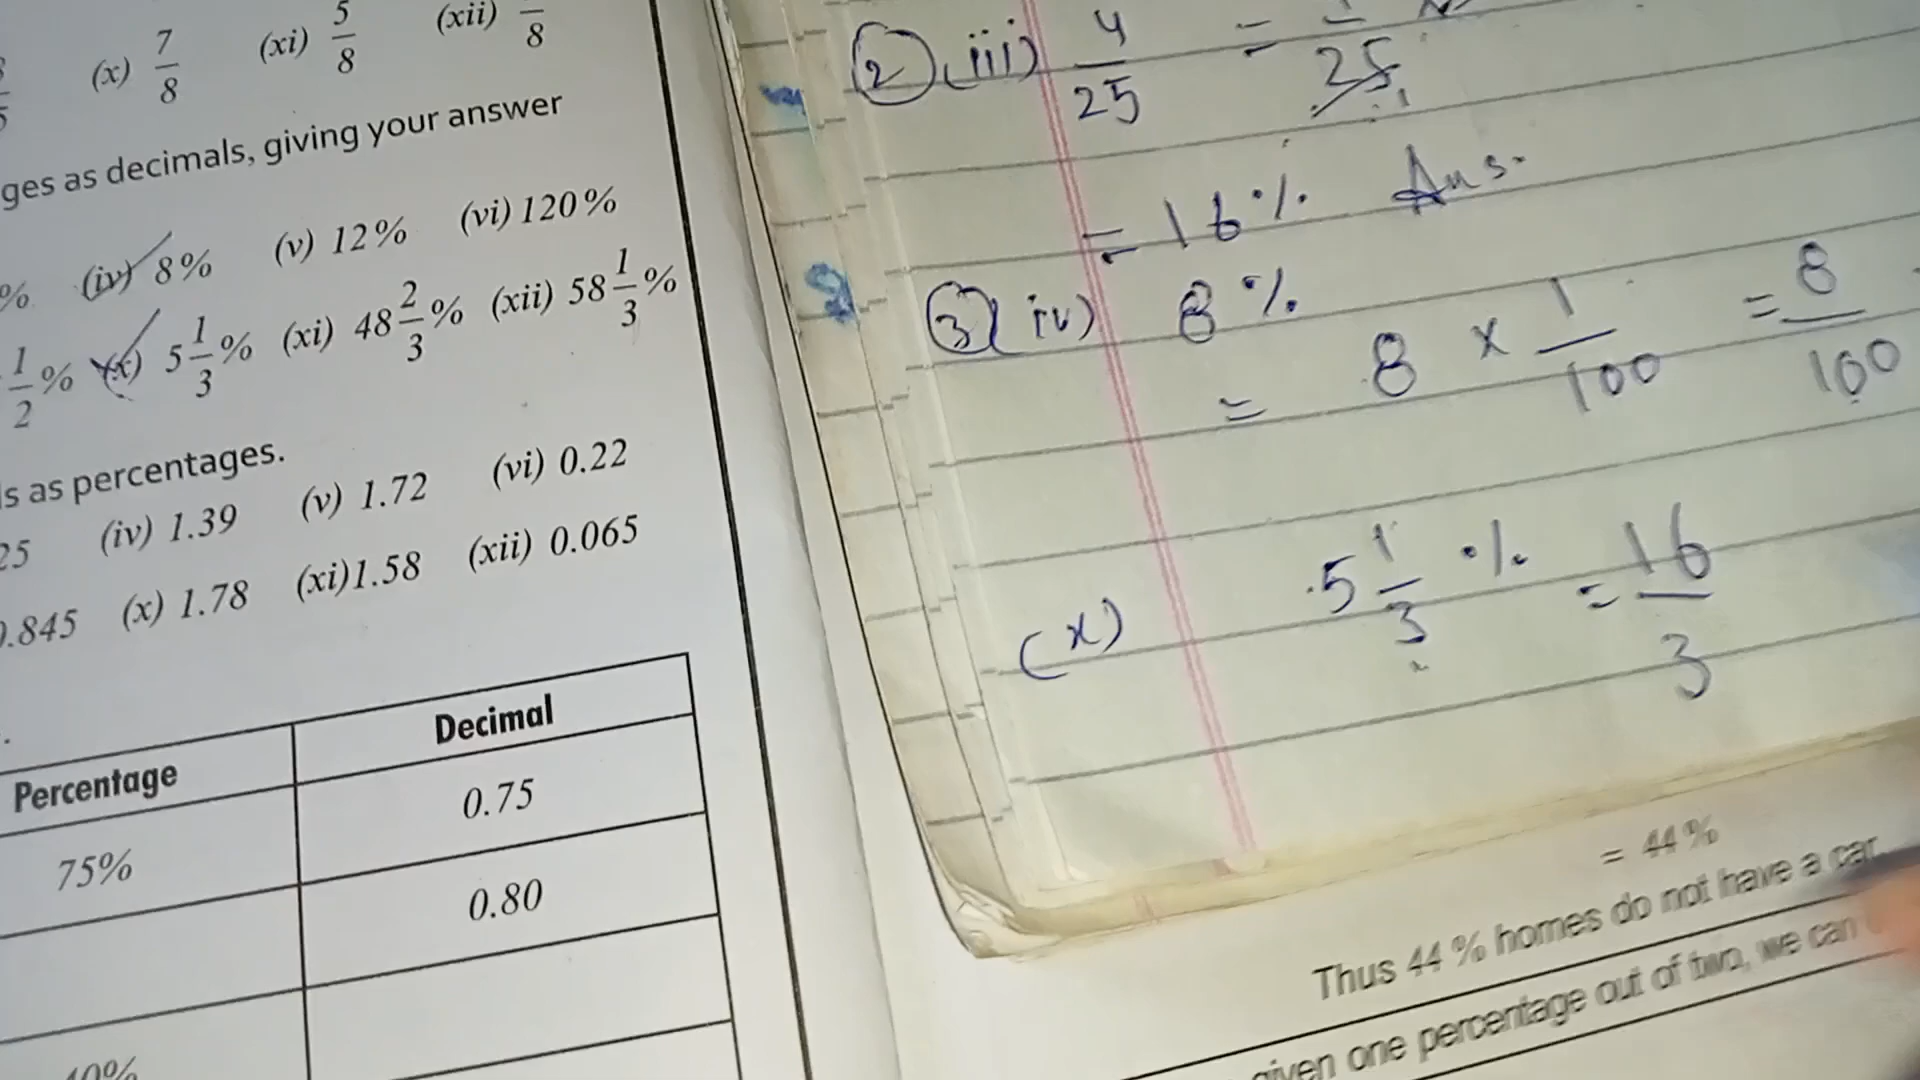 (x) 7/8 (xi) 5/8 (xii) /8
ges as decimals, giving your answer
% (iv) 8% (v) 12% (vi) 120%
1/2% (x) 5 1/3% (xi) 48 2/3% (xii) 58 1/3%
ls as percentages.
25 (iv) 1.39 (v) 1.72 (vi) 0.22
0.845 (x) 1.78 (xi) 1.58 (xii) 0.065
Percentage Decimal
75% 0.75
0.80
40%
2 (iii) 4/25 = /25
= 16% Ans.
3 (iv) 8%
= 8 x 1/100 = 8/100
(x) 5 1/3 % = 16/3
= 44%
Thus 44% homes do not have a car.
given one percentage out of two, we can